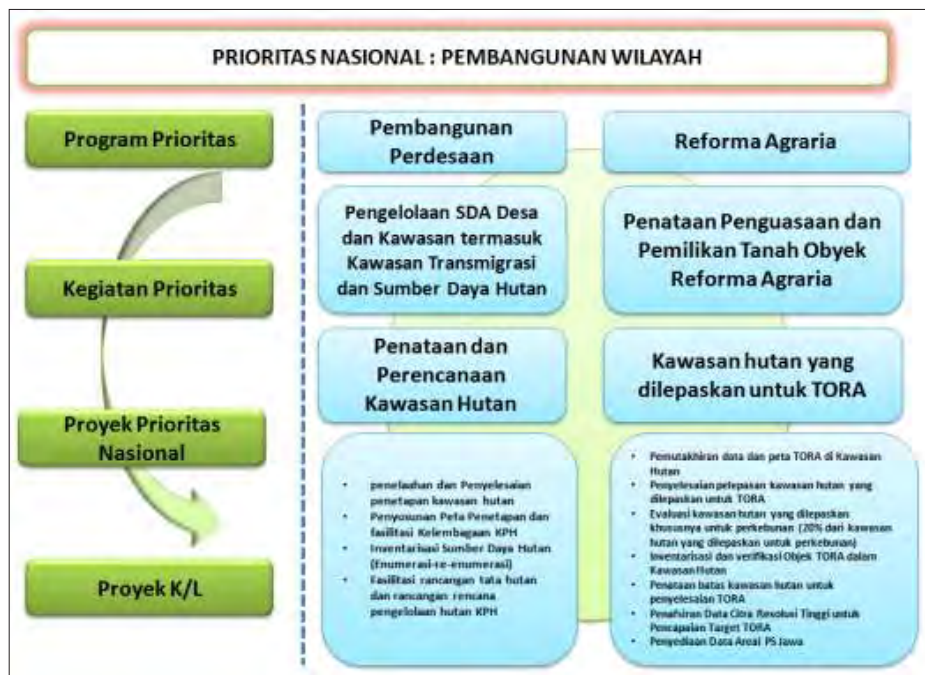 PRIORITAS NASIONAL : PEMBANGUNAN WILAYAH
Program Prioritas
Kegiatan Prioritas
Proyek Prioritas
Nasional
Proyek K/L
Pembangunan
Perdesaan
Reforma Agraria
Pengelolaan SDA Desa
dan Kawasan termasuk
Kawasan Transmigrasi
dan Sumber Daya Hutan
Penataan Penguasaan dan
Pemilikan Tanah Obyek
Reforma Agraria
Penataan dan
Perencanaan
Kawasan Hutan
Kawasan hutan yang
dilepaskan untuk TORA
• penelaahan dan Penyelesaian
penetapan kawasan hutan
• Penyusunan Peta Penetapan dan
fasilitasi Kelembagaan KPH
• Inventarisasi Sumber Daya Hutan
(Enumerasi-re-enumerasi)
• Fasilitasi rancangan tata hutan
dan rancangan rencana
pengelolaan hutan KPH
• Pemutakhiran data dan peta TORA di Kawasan
Hutan
• Penyelesaian pelepasan kawasan hutan yang
dilepaskan untuk TORA
• Evaluasi kawasan hutan yang dilepaskan
khususnya untuk perkebunan (20% dari kawasan
hutan yang dilepaskan untuk perkebunan)
• Inventarisasi dan verifikasi Objek TORA dalam
Kawasan Hutan
• Penataan batas kawasan hutan untuk
penyelesaian TORA
• Penafsiran Data Citra Resolusi Tinggi untuk
Pencapaian Target TORA
• Penyediaan Data Areal PS Jawa